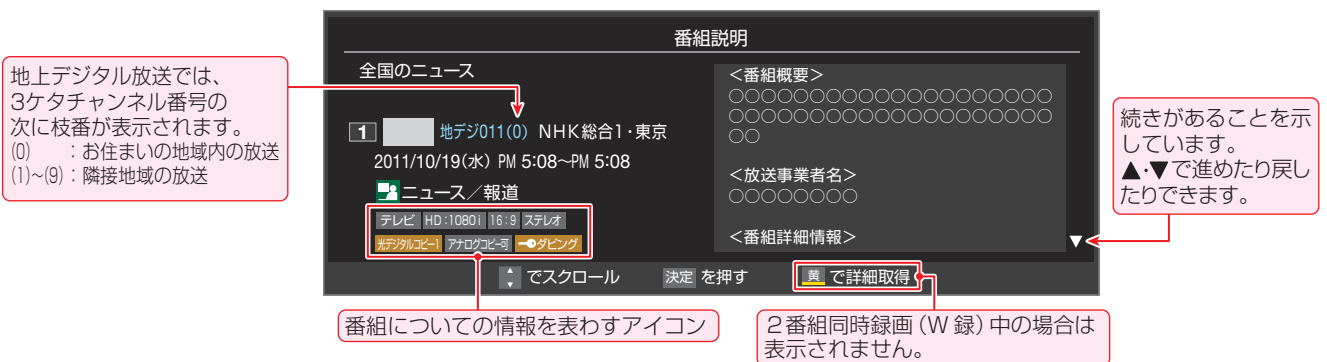 番組説明
地上デジタル放送では、
3ケタチャンネル番号の
次に枝番が表示されます。
(0) ：お住まいの地域内の放送
(1)~(9)：隣接地域の放送
全国のニュース
1 地デジ011(0) NHK総合1・東京
2011/10/19(水) PM 5:08~PM 5:08
ニュース／報道
テレビ HD:1080i 16:9 ステレオ
光デジタルコピー1 アナログコピー可 ダビング
<番組概要>
○○○○○○○○○○○○○○○○○○○○
○○○○○○○○○○○○○○○○○○○○
○○
<放送事業者名>
○○○○○○○○
<番組詳細情報>
▼
続きがあることを示
しています。
▲・▼で進めたり戻し
たりできます。
でスクロール 決定 を押す 黄 で詳細取得
番組についての情報を表わすアイコン
２番組同時録画（W 録）中の場合は
表示されません。